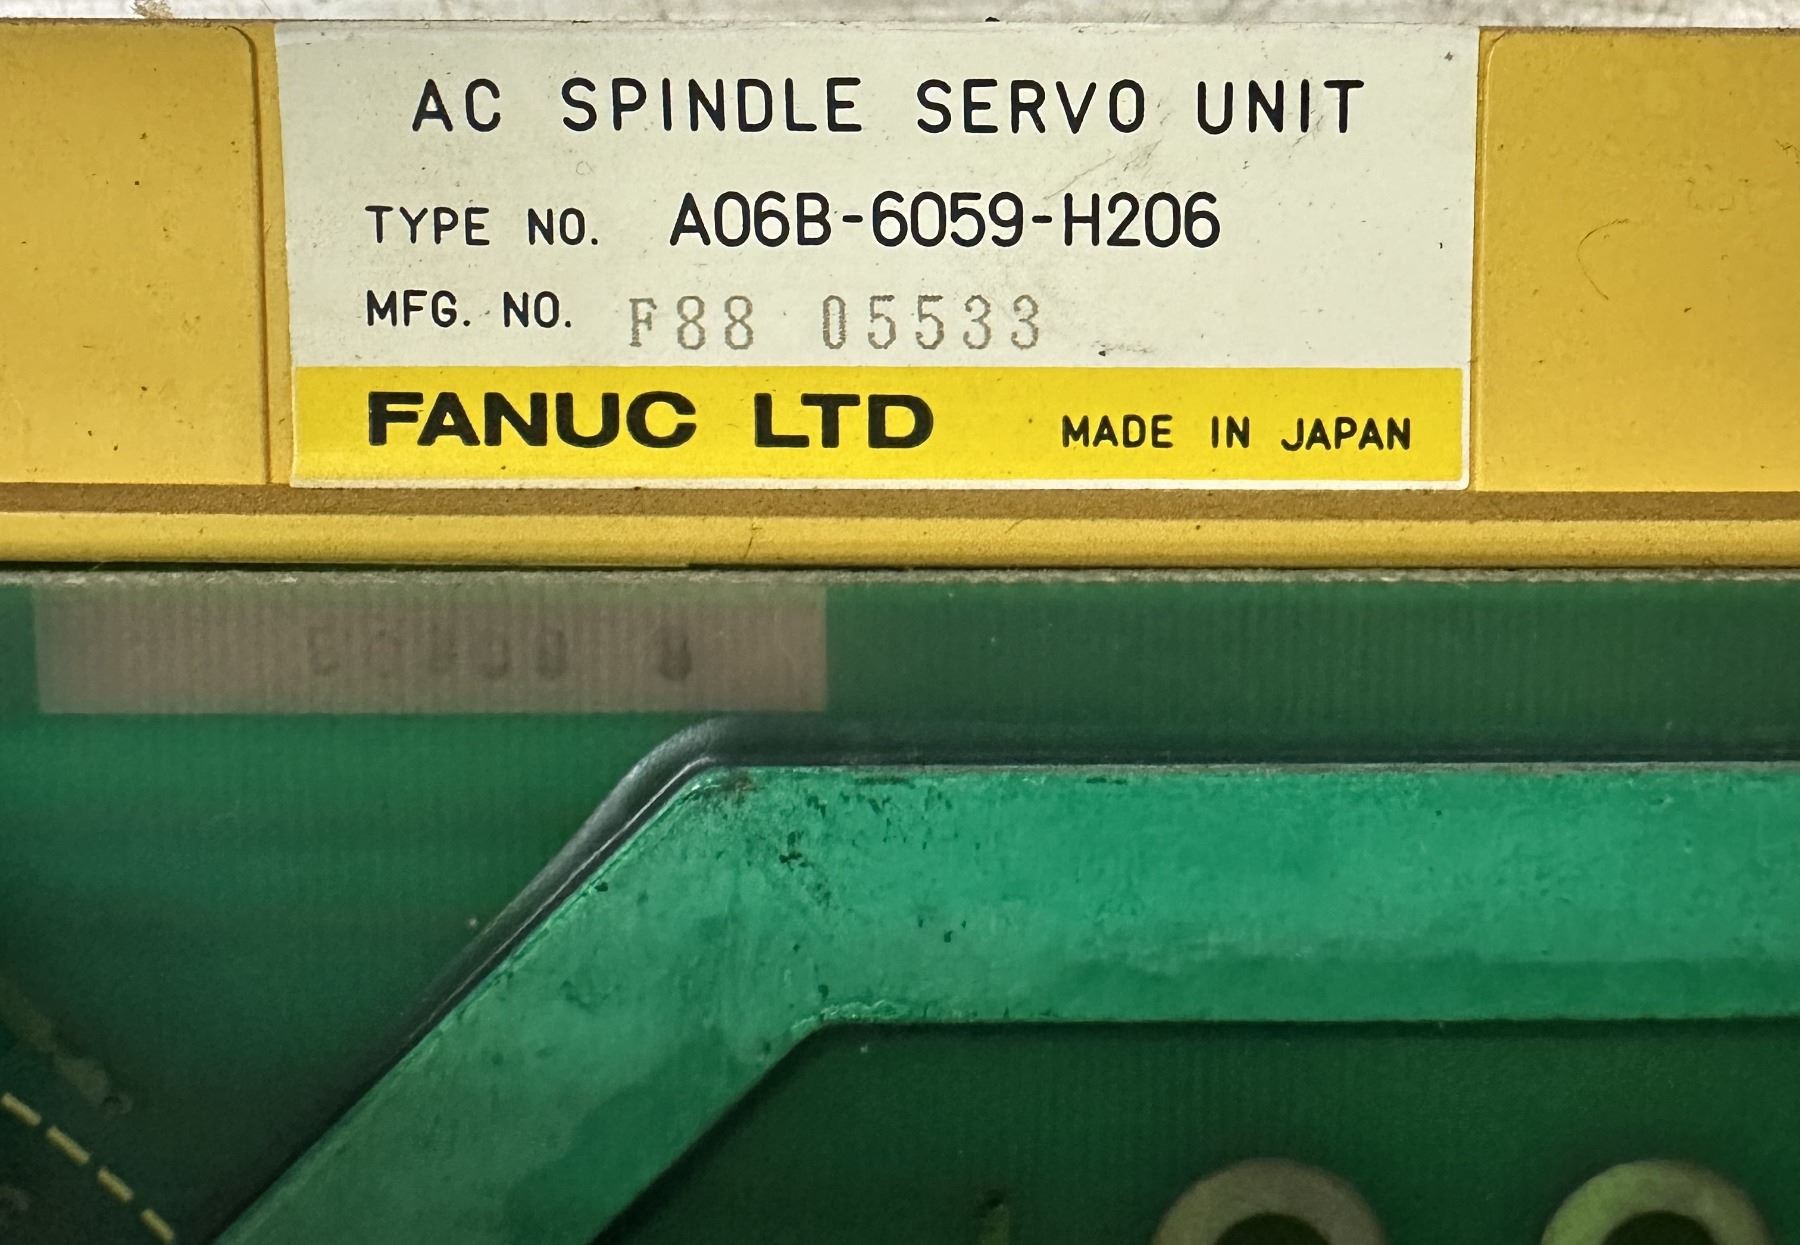 AC SPINDLE SERVO UNIT
TYPE NO. A06B-6059-H206
MFG. NO. F88 05533
FANUC LTD MADE IN JAPAN